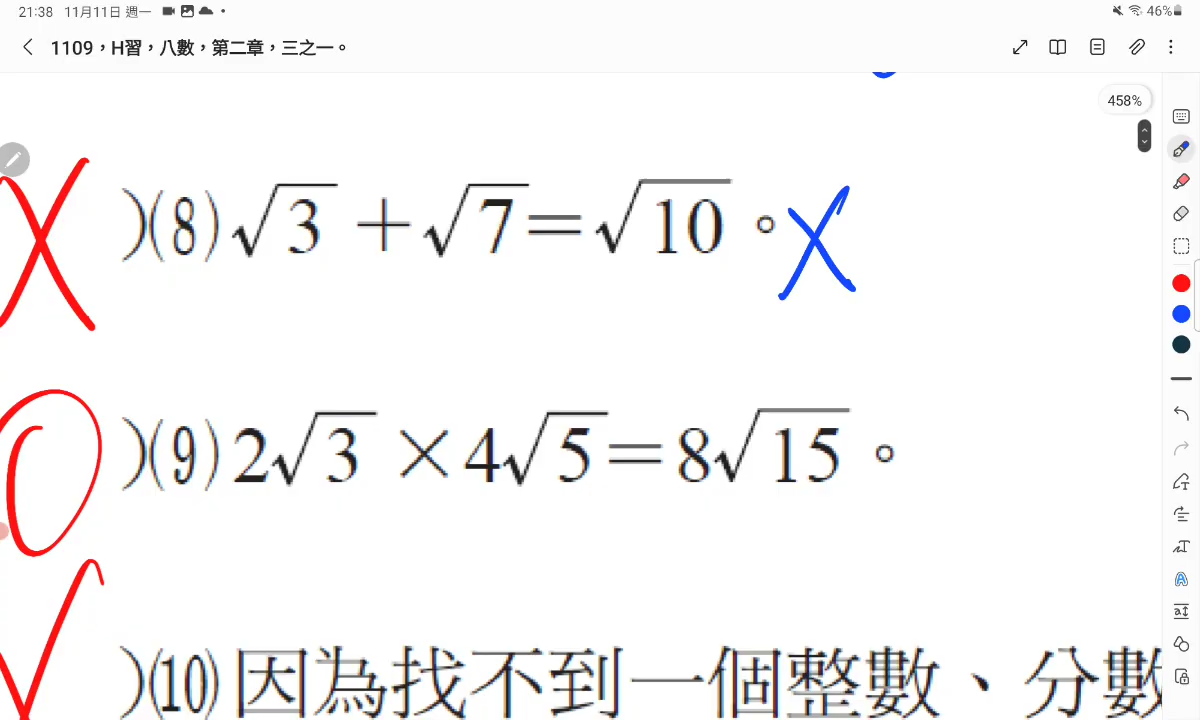 21:38 11月11日 週一
46%
1109，H習，八數，第二章，三之一。
458%
X )(8) √3 + √7 = √10 。 X
O )(9) 2√3 × 4√5 = 8√15 。
)(10) 因為找不到一個整數、分數